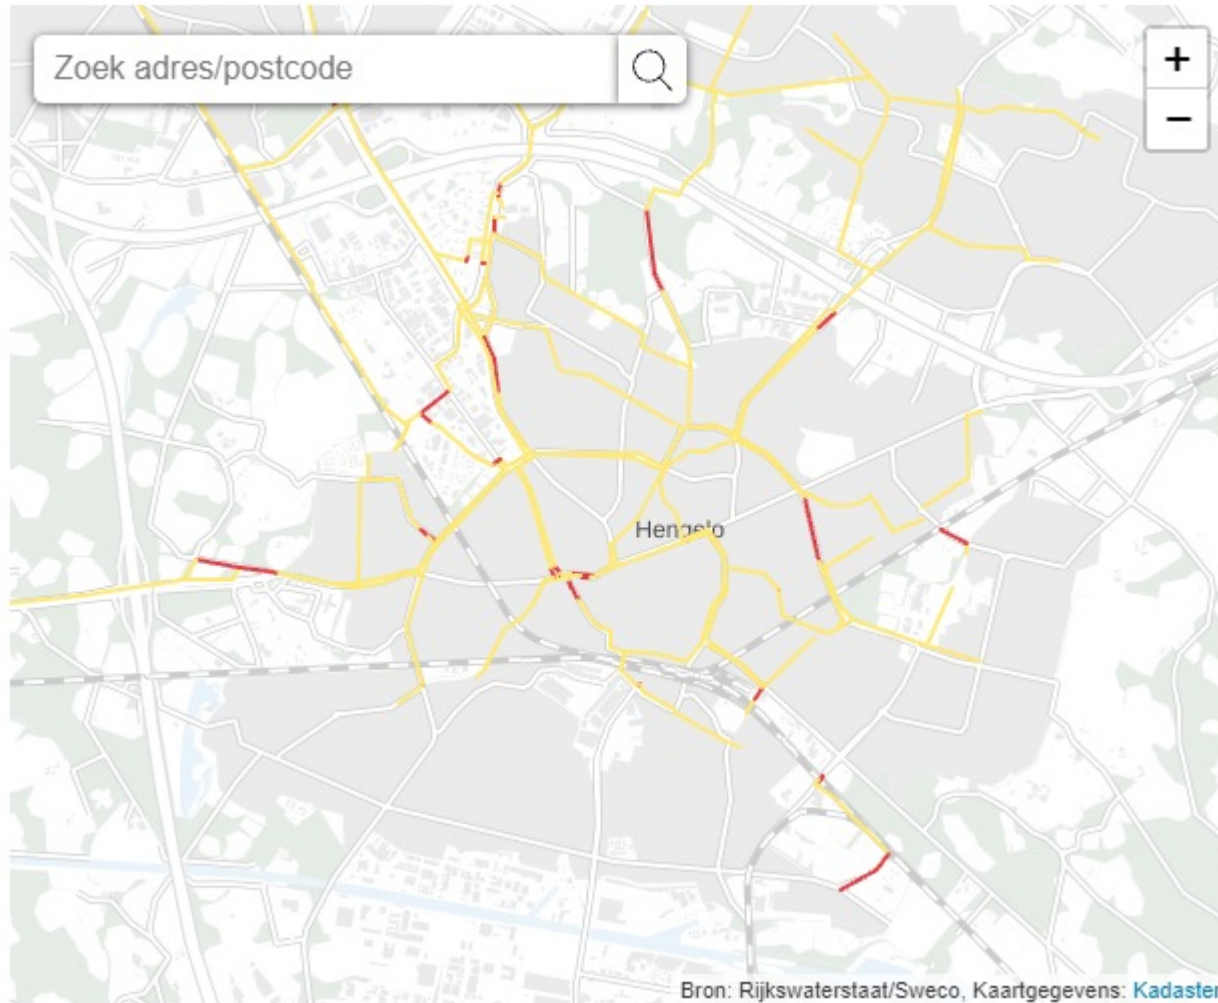 Zoek adres/postcode
+
−
Hengelo
Bron: Rijkswaterstaat/Sweco, Kaartgegevens: Kadaster